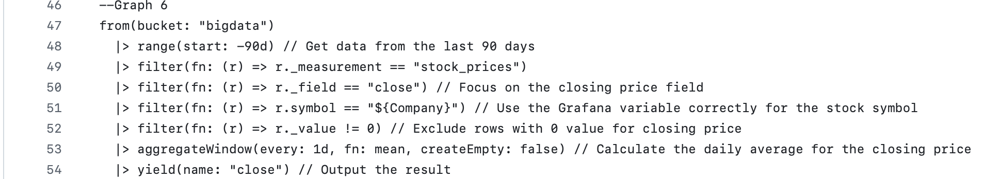 46 --Graph 6
47 from(bucket: "bigdata")
48 |> range(start: -90d) // Get data from the last 90 days
49 |> filter(fn: (r) => r._measurement == "stock_prices")
50 |> filter(fn: (r) => r._field == "close") // Focus on the closing price field
51 |> filter(fn: (r) => r.symbol == "${Company}") // Use the Grafana variable correctly for the stock symbol
52 |> filter(fn: (r) => r._value != 0) // Exclude rows with 0 value for closing price
53 |> aggregateWindow(every: 1d, fn: mean, createEmpty: false) // Calculate the daily average for the closing price
54 |> yield(name: "close") // Output the result